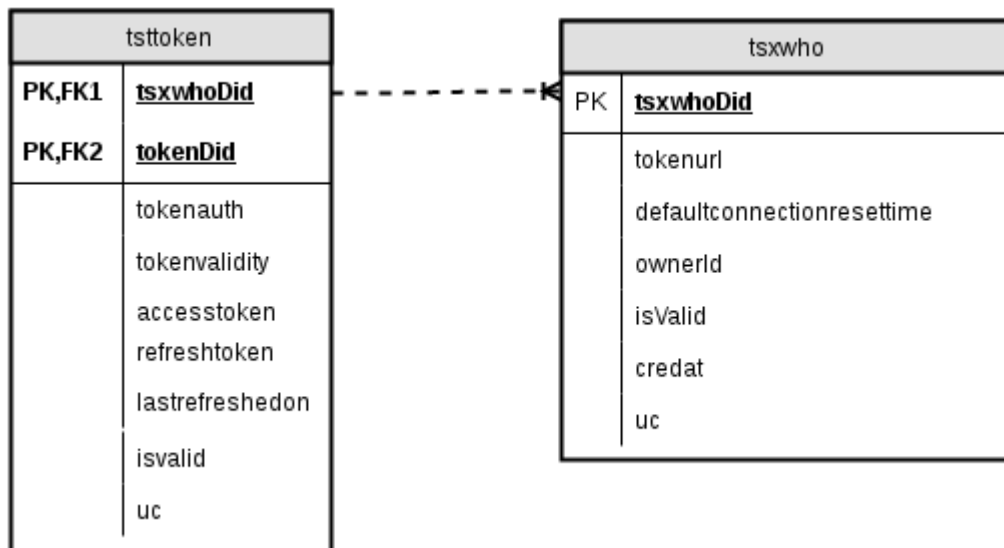 tsttoken
PK,FK1 tsxwhoDid
PK,FK2 tokenDid
tokenauth
tokenvalidity
accesstoken
refreshtoken
lastrefreshedon
isvalid
uc
tsxwho
PK tsxwhoDid
tokenurl
defaultconnectionresettime
ownerId
isValid
credat
uc